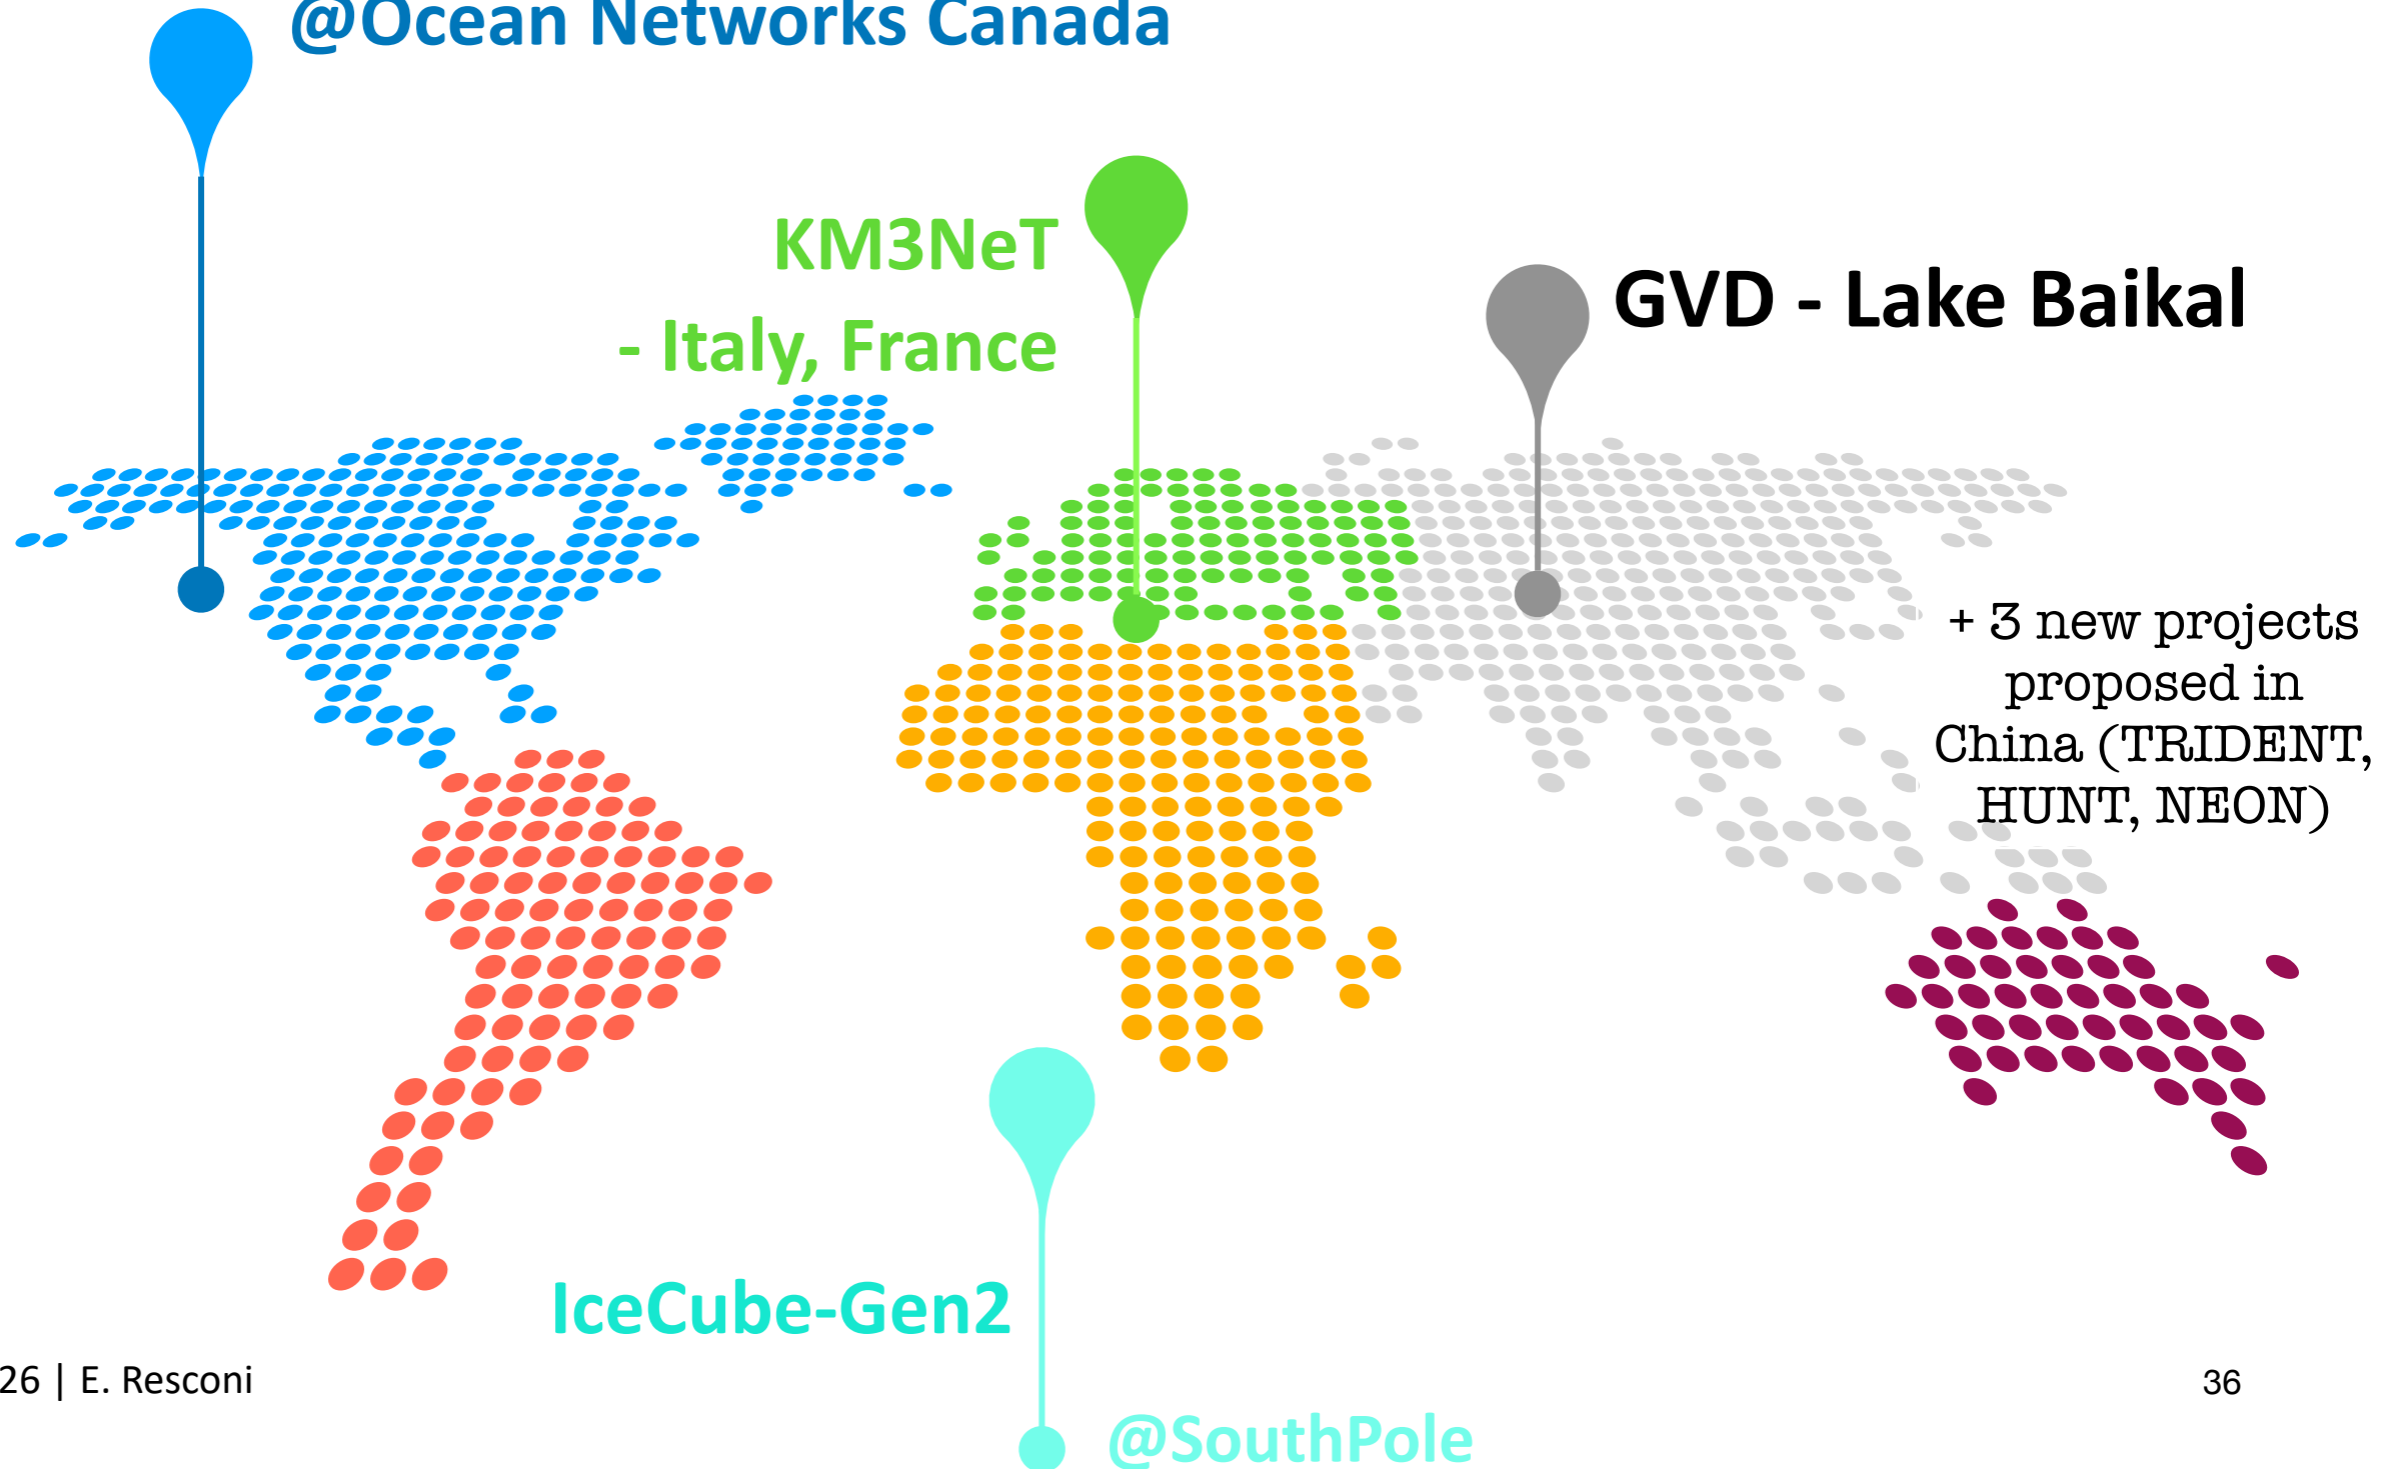 @Ocean Networks Canada
KM3NeT
- Italy, France
GVD - Lake Baikal
+ 3 new projects
proposed in
China (TRIDENT,
HUNT, NEON)
IceCube-Gen2
@SouthPole
26 | E. Resconi
36